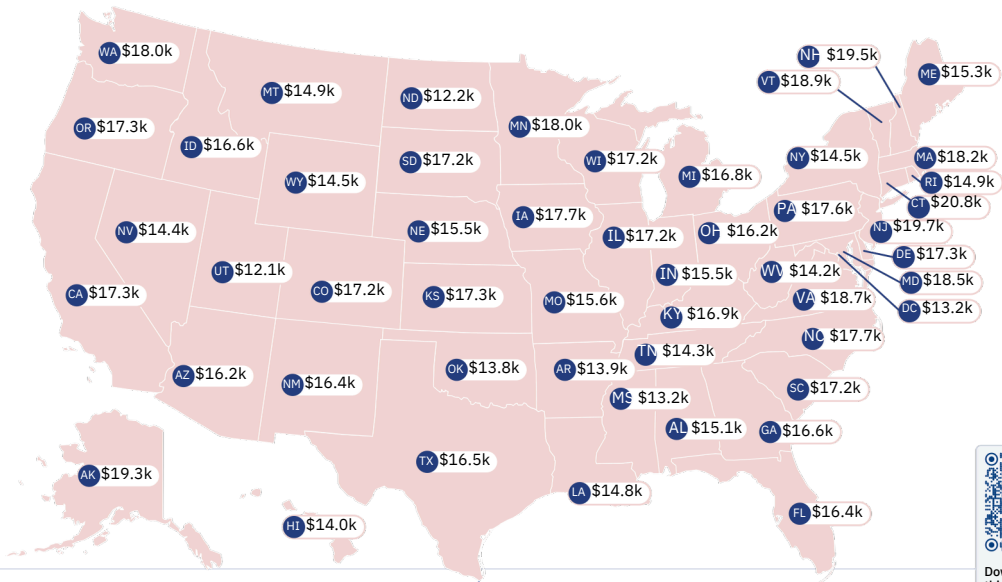 NH $19.5k
WA $18.0k
VT $18.9k
ME $15.3k
MT $14.9k
ND $12.2k
OR $17.3k
MN $18.0k
ID $16.6k
SD $17.2k
WI $17.2k
NY $14.5k
MA $18.2k
MI $16.8k
WY $14.5k
RI $14.9k
CT $20.8k
PA $17.6k
IA $17.7k
NV $14.4k
NE $15.5k
IL $17.2k
OH $16.2k
NJ $19.7k
DE $17.3k
UT $12.1k
IN $15.5k
WV $14.2k
MD $18.5k
CA $17.3k
CO $17.2k
KS $17.3k
MO $15.6k
VA $18.7k
DC $13.2k
KY $16.9k
NC $17.7k
TN $14.3k
AZ $16.2k
NM $16.4k
OK $13.8k
AR $13.9k
MS $13.2k
SC $17.2k
AL $15.1k
GA $16.6k
TX $16.5k
AK $19.3k
LA $14.8k
HI $14.0k
FL $16.4k